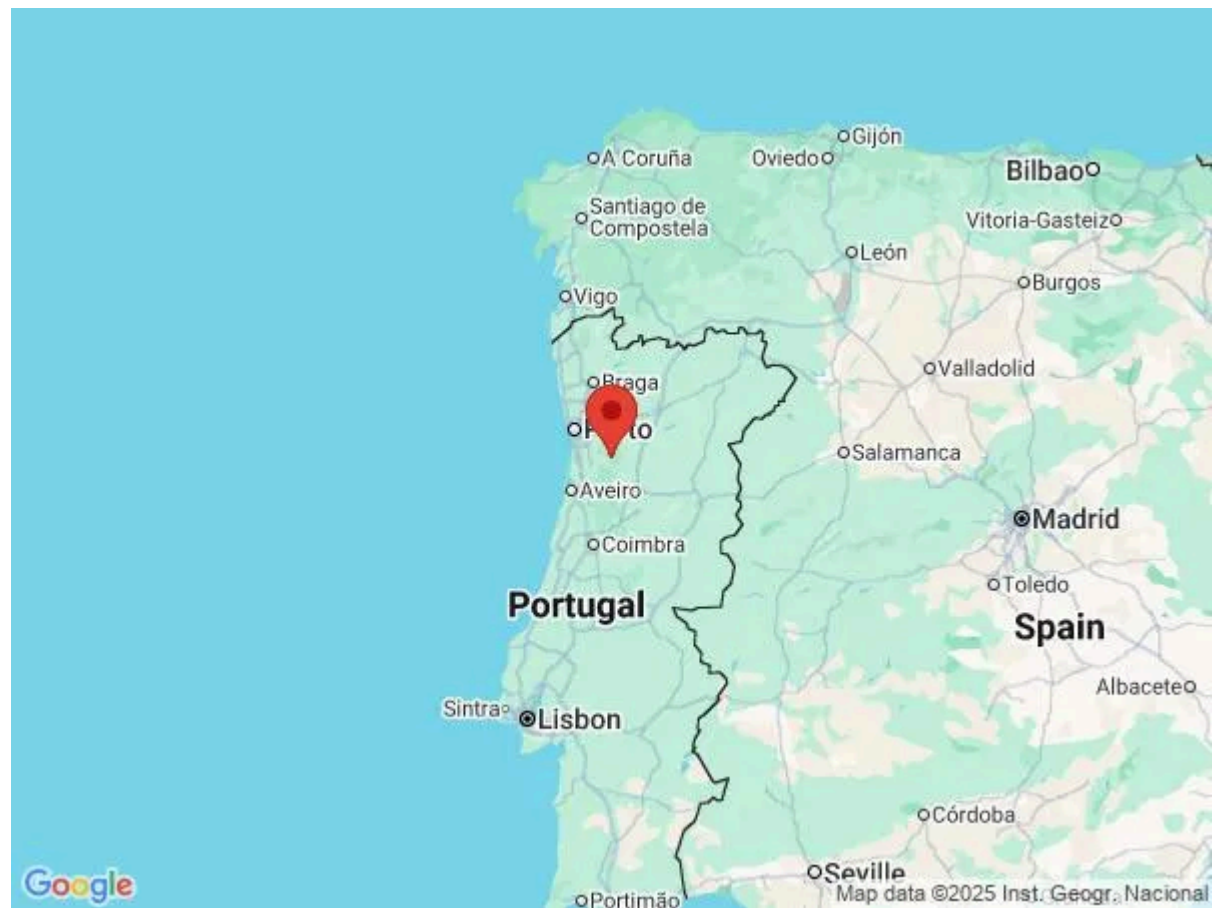 Gijón
A Coruña
Oviedo
Bilbao
Santiago de
Compostela
Vitoria-Gasteiz
León
Burgos
Vigo
Valladolid
Braga
Salamanca
Aveiro
Madrid
Coimbra
Toledo
Portugal
Spain
Albacete
Sintra
Lisbon
Córdoba
Seville
Google
Portimão
Map data ©2025 Inst. Geogr. Nacional